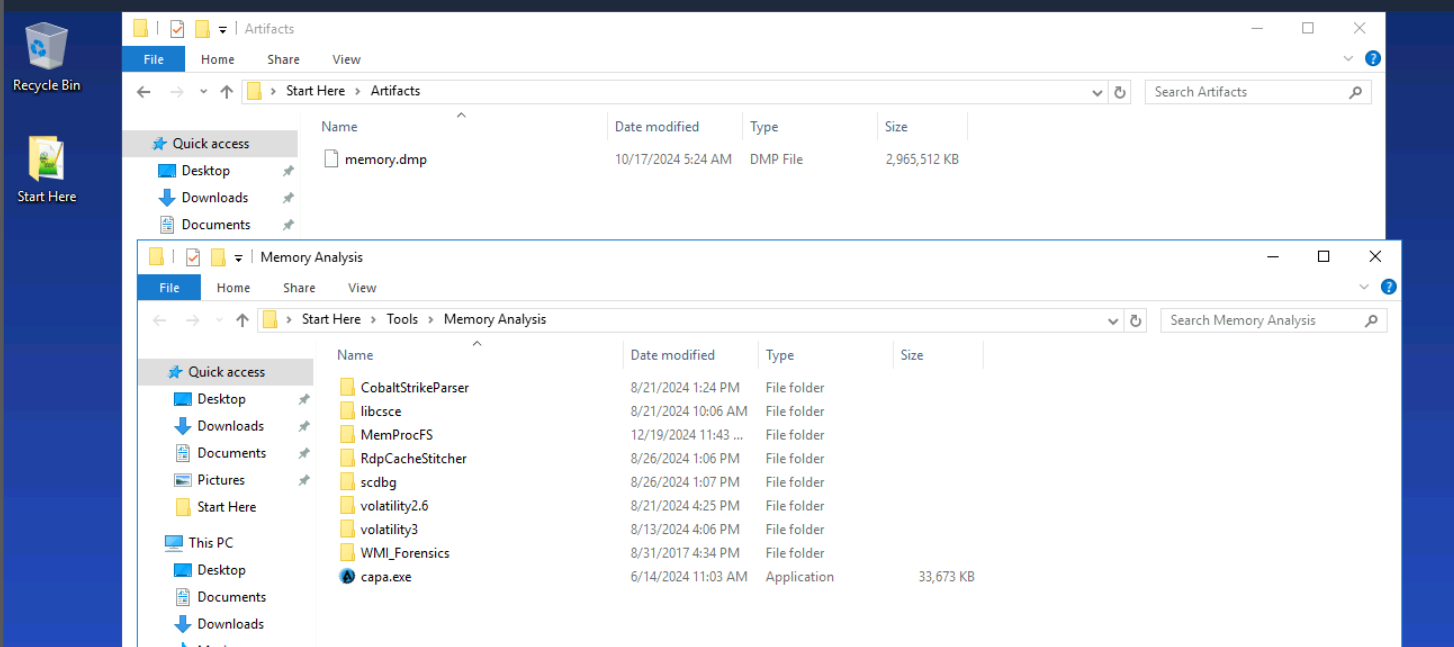 Recycle Bin
Start Here
Artifacts
File Home Share View
Start Here Artifacts
Search Artifacts
Name Date modified Type Size
memory.dmp 10/17/2024 5:24 AM DMP File 2,965,512 KB
Quick access
Desktop
Downloads
Documents
Memory Analysis
File Home Share View
Start Here Tools Memory Analysis
Search Memory Analysis
Name Date modified Type Size
Quick access
Desktop
Downloads
Documents
Pictures
Start Here
This PC
Desktop
Documents
Downloads
CobaltStrikeParser 8/21/2024 1:24 PM File folder
libcsce 8/21/2024 10:06 AM File folder
MemProcFS 12/19/2024 11:43 ... File folder
RdpCacheStitcher 8/26/2024 1:06 PM File folder
scdbg 8/26/2024 1:07 PM File folder
volatility2.6 8/21/2024 4:25 PM File folder
volatility3 8/13/2024 4:06 PM File folder
WMI_Forensics 8/31/2017 4:34 PM File folder
capa.exe 6/14/2024 11:03 AM Application 33,673 KB